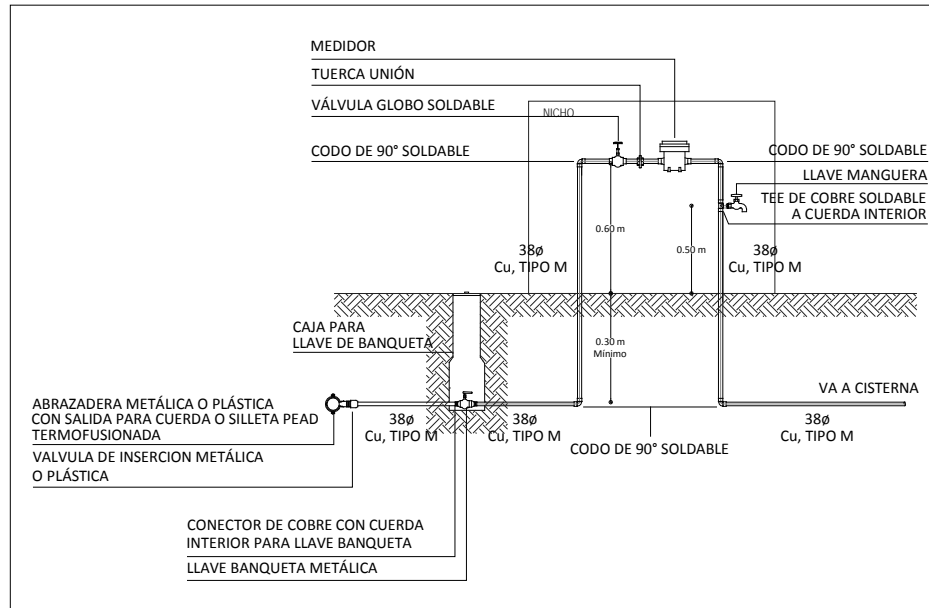 MEDIDOR
TUERCA UNIÓN
VÁLVULA GLOBO SOLDABLE
NICHO
CODO DE 90° SOLDABLE
CODO DE 90° SOLDABLE
LLAVE MANGUERA
TEE DE COBRE SOLDABLE
A CUERDA INTERIOR
0.60 m
0.50 m
38ø
Cu, TIPO M
38ø
Cu, TIPO M
CAJA PARA
LLAVE DE BANQUETA
0.30 m
Mínimo
VA A CISTERNA
ABRAZADERA METÁLICA O PLÁSTICA
CON SALIDA PARA CUERDA O SILLETA PEAD
TERMOFUSIONADA
38ø
Cu, TIPO M
38ø
Cu, TIPO M
38ø
Cu, TIPO M
CODO DE 90° SOLDABLE
VALVULA DE INSERCION METÁLICA
O PLÁSTICA
CONECTOR DE COBRE CON CUERDA
INTERIOR PARA LLAVE BANQUETA
LLAVE BANQUETA METÁLICA